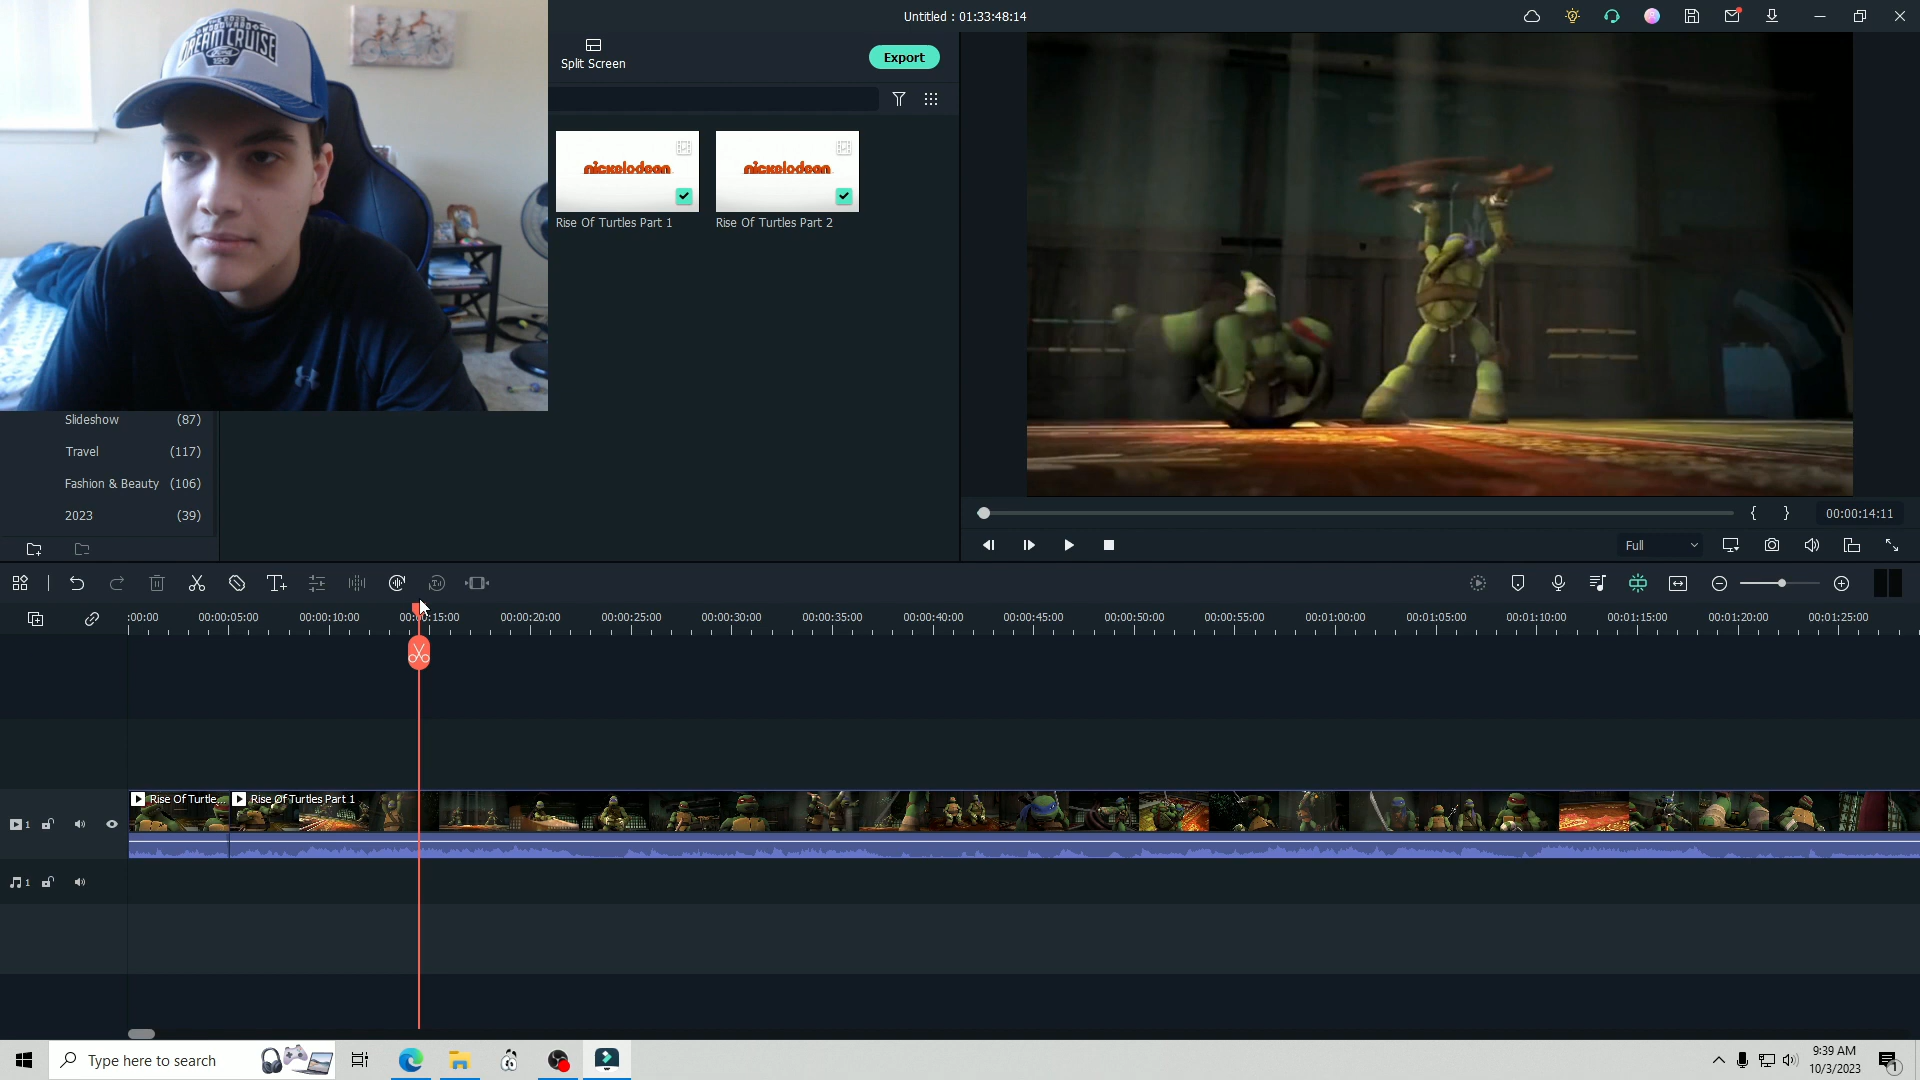 Untitled : 01:33:48:14
DREAM CRUISE
Split Screen
Export
nickelodeon
nickelodeon
Rise Of Turtles Part 1
Rise Of Turtles Part 2
Slideshow (87)
Travel (117)
Fashion & Beauty (106)
2023 (39)
{ } 00:00:14:11
Full
:00:00 00:00:05:00 00:00:10:00 00:00:15:00 00:00:20:00 00:00:25:00 00:00:30:00 00:00:35:00 00:00:40:00 00:00:45:00 00:00:50:00 00:00:55:00 00:01:00:00 00:01:05:00 00:01:10:00 00:01:15:00 00:01:20:00 00:01:25:00
Rise Of Turtle... Rise Of Turtles Part 1
1
1
Type here to search
9:39 AM
10/3/2023
1